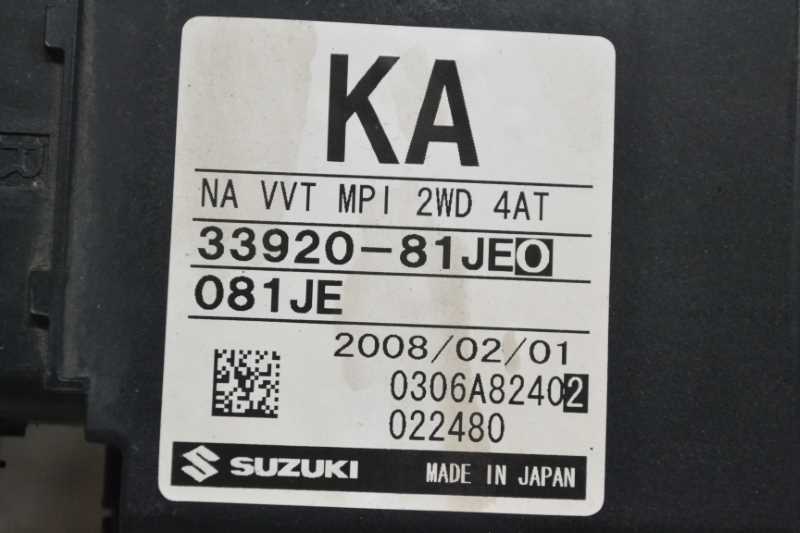 KA
NA VVT MPI 2WD 4AT
33920-81JE0
081JE
2008/02/01
0306A82402
022480
SUZUKI MADE IN JAPAN
R